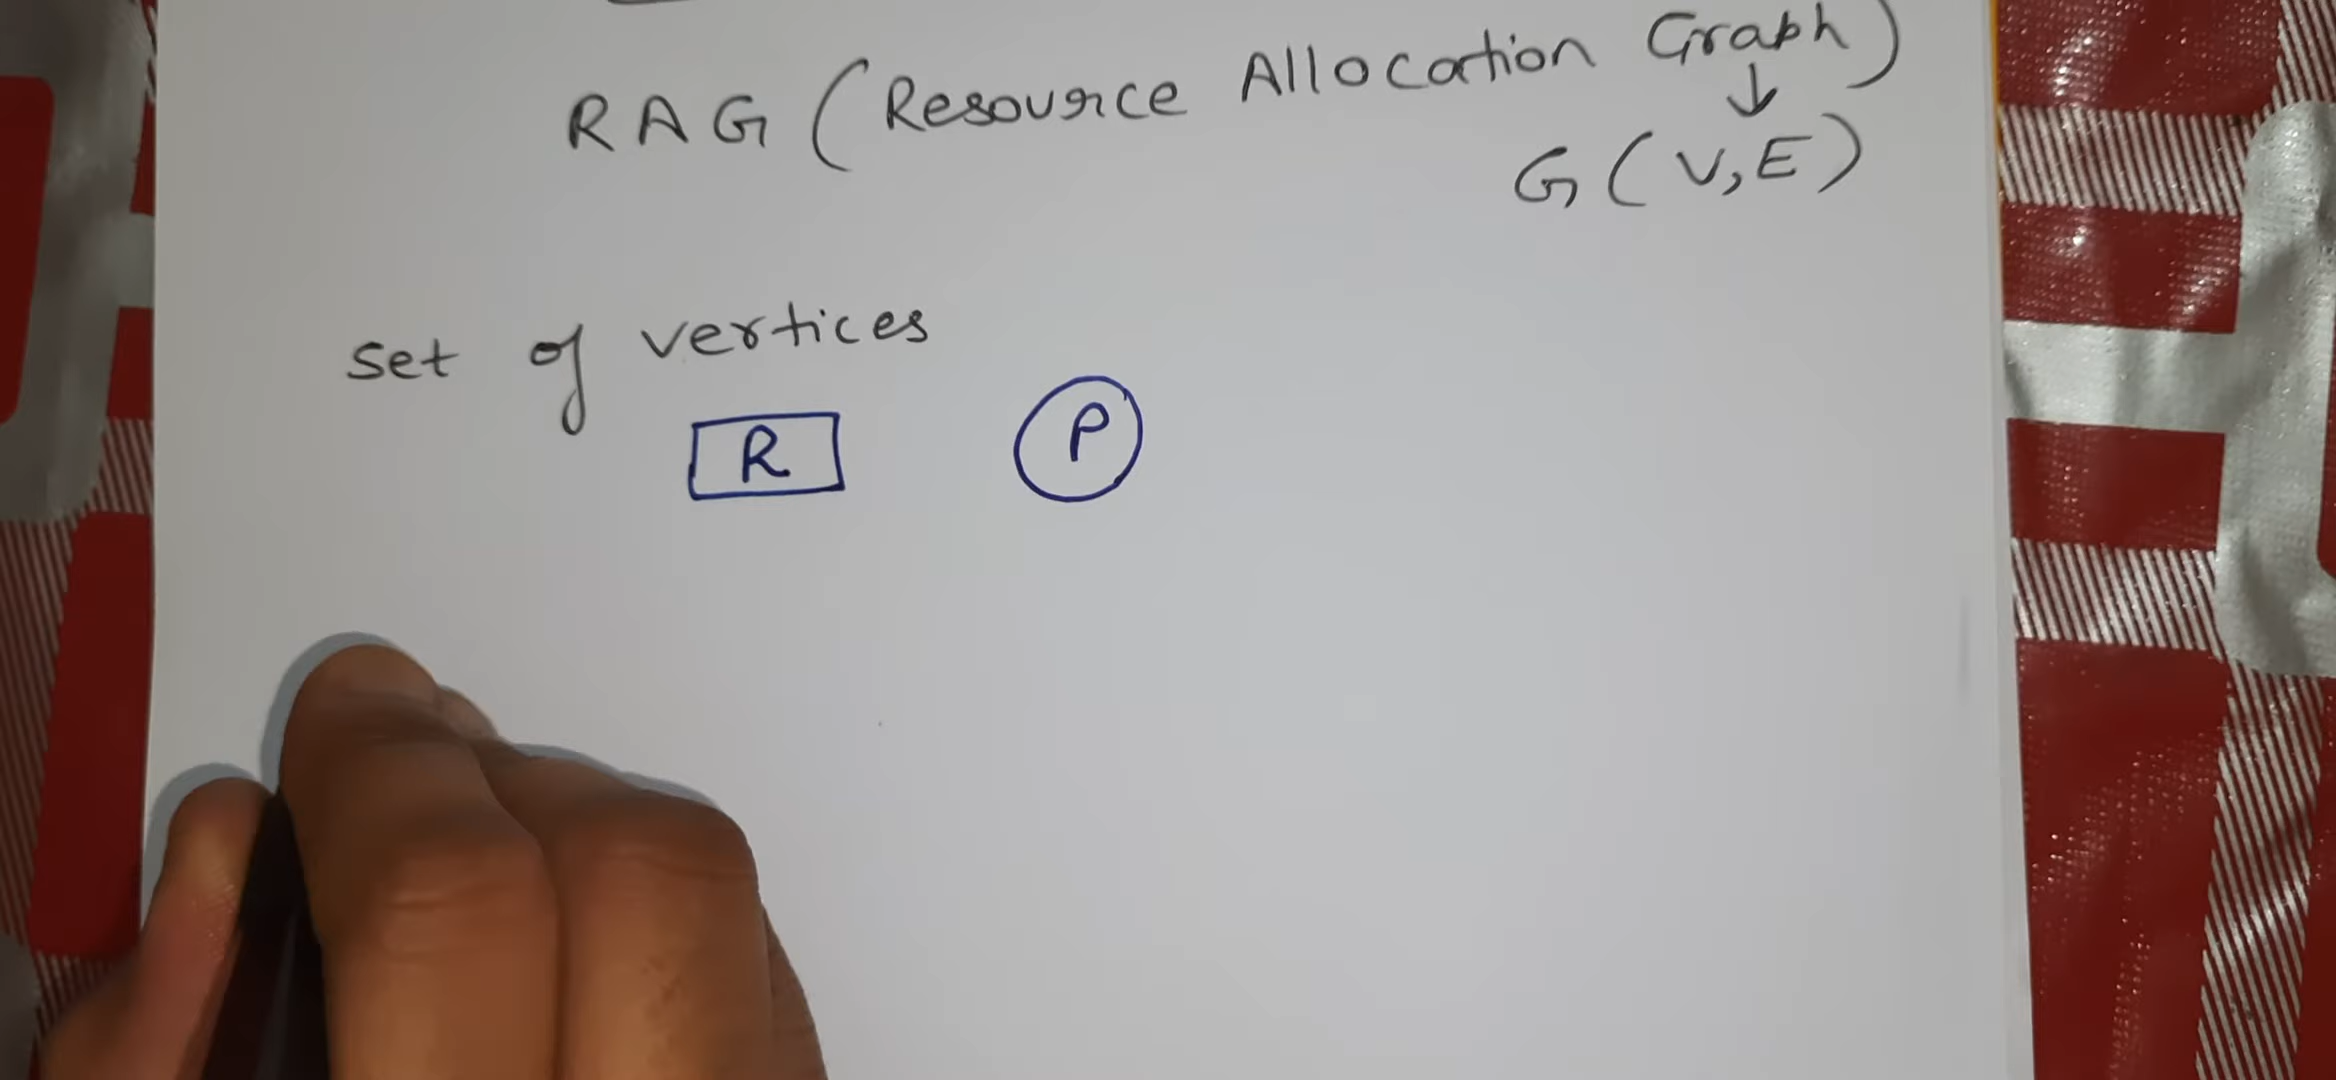 RAG (Resource Allocation Graph)
↓
G(V,E)
set of vertices
R P